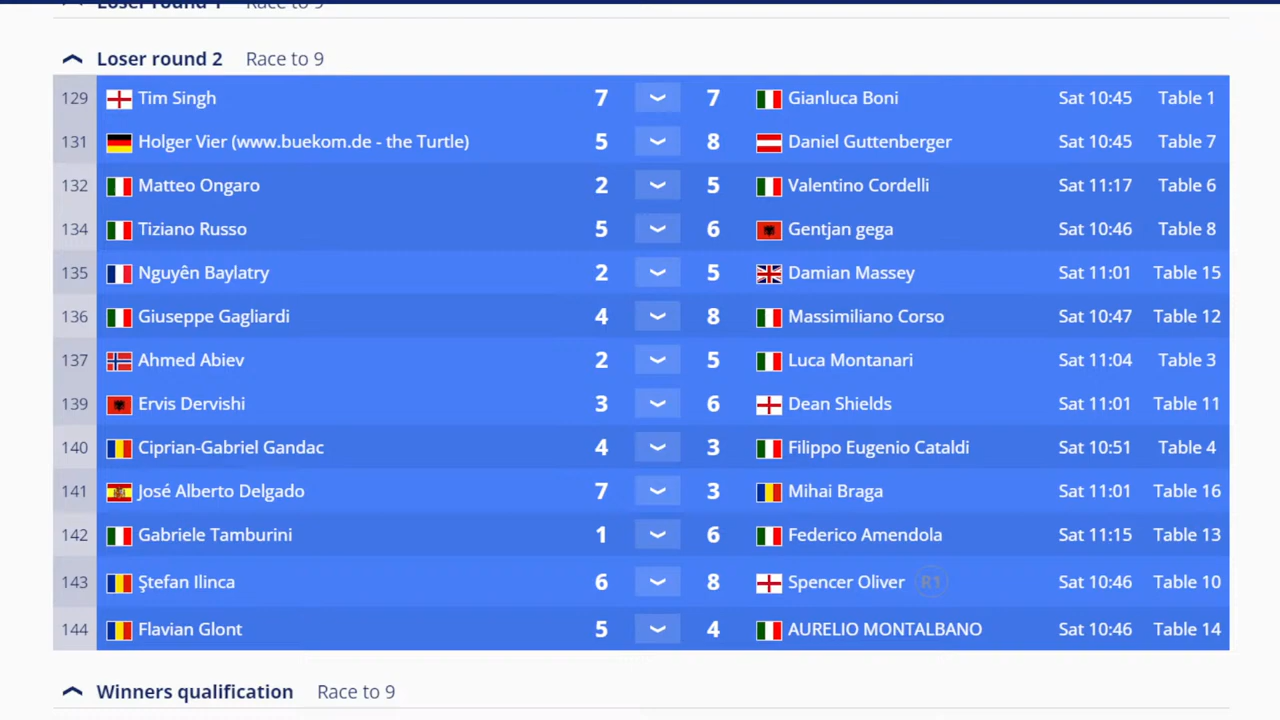 Loser round 1 Race to 9
Loser round 2 Race to 9
129 Tim Singh 7 7 Gianluca Boni Sat 10:45 Table 1
131 Holger Vier (www.buekom.de - the Turtle) 5 8 Daniel Guttenberger Sat 10:45 Table 7
132 Matteo Ongaro 2 5 Valentino Cordelli Sat 11:17 Table 6
134 Tiziano Russo 5 6 Gentjan gega Sat 10:46 Table 8
135 Nguyên Baylatry 2 5 Damian Massey Sat 11:01 Table 15
136 Giuseppe Gagliardi 4 8 Massimiliano Corso Sat 10:47 Table 12
137 Ahmed Abiev 2 5 Luca Montanari Sat 11:04 Table 3
139 Ervis Dervishi 3 6 Dean Shields Sat 11:01 Table 11
140 Ciprian-Gabriel Gandac 4 3 Filippo Eugenio Cataldi Sat 10:51 Table 4
141 José Alberto Delgado 7 3 Mihai Braga Sat 11:01 Table 16
142 Gabriele Tamburini 1 6 Federico Amendola Sat 11:15 Table 13
143 Ştefan Ilinca 6 8 Spencer Oliver R1 Sat 10:46 Table 10
144 Flavian Glont 5 4 AURELIO MONTALBANO Sat 10:46 Table 14
Winners qualification Race to 9